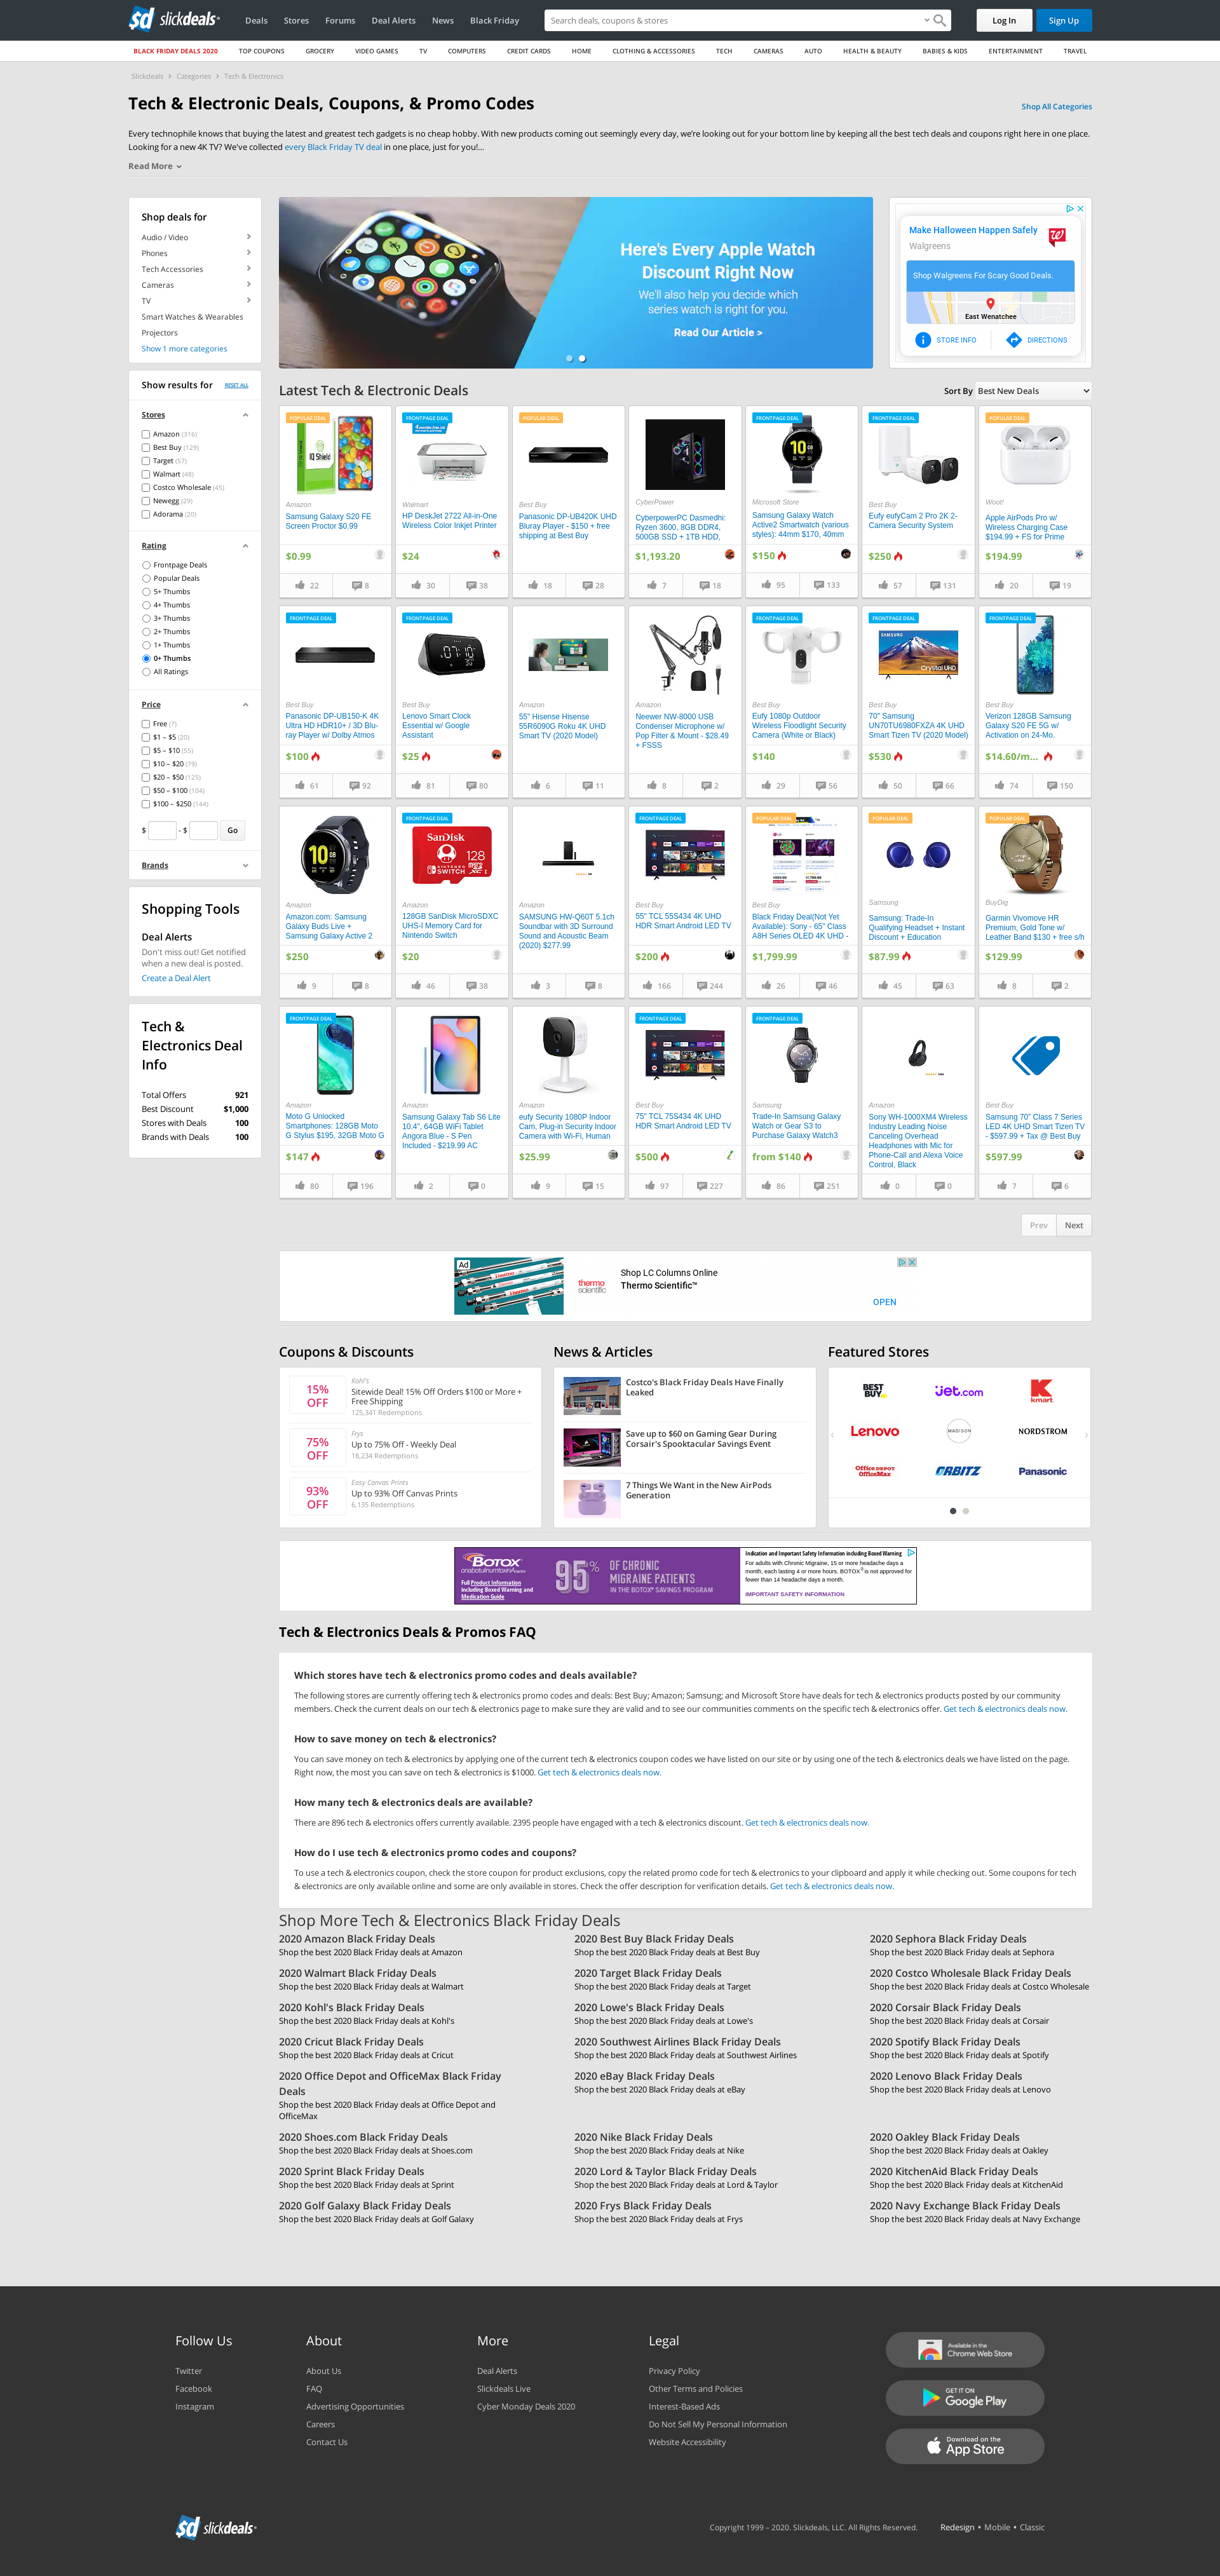 slickdeals
Deals
Stores
Forums
Deal Alerts
News
Black Friday
Search deals, coupons & stores
Log In
Sign Up
BLACK FRIDAY DEALS 2020
TOP COUPONS
GROCERY
VIDEO GAMES
TV
COMPUTERS
CREDIT CARDS
HOME
CLOTHING & ACCESSORIES
TECH
CAMERAS
AUTO
HEALTH & BEAUTY
BABIES & KIDS
ENTERTAINMENT
TRAVEL
Slickdeals › Categories › Tech & Electronics
Tech & Electronic Deals, Coupons, & Promo Codes
Shop All Categories
Every technophile knows that buying the latest and greatest tech gadgets is no cheap hobby. With new products coming out seemingly every day, we're looking out for your bottom line by keeping all the best tech deals and coupons right here in one place.
Looking for a new 4K TV? We've collected every Black Friday TV deal in one place, just for you!...
Read More
Shop deals for
Audio / Video
Phones
Tech Accessories
Cameras
TV
Smart Watches & Wearables
Projectors
Show 1 more categories
Show results for
RESET ALL
Stores
Amazon (316)
Best Buy (129)
Target (57)
Walmart (48)
Costco Wholesale (45)
Newegg (29)
Adorama (20)
Rating
Frontpage Deals
Popular Deals
5+ Thumbs
4+ Thumbs
3+ Thumbs
2+ Thumbs
1+ Thumbs
0+ Thumbs
All Ratings
Price
Free (7)
$1 – $5 (20)
$5 – $10 (55)
$10 – $20 (79)
$20 – $50 (125)
$50 – $100 (104)
$100 – $250 (144)
$ - $ Go
Brands
Shopping Tools
Deal Alerts
Don't miss out! Get notified
when a new deal is posted.
Create a Deal Alert
Tech &
Electronics Deal
Info
Total Offers 921
Best Discount $1,000
Stores with Deals 100
Brands with Deals 100
Here's Every Apple Watch
Discount Right Now
We'll also help you decide which
series watch is right for you.
Read Our Article >
Make Halloween Happen Safely
Walgreens
Shop Walgreens For Scary Good Deals.
East Wenatchee
STORE INFO
DIRECTIONS
Latest Tech & Electronic Deals
Sort By Best New Deals
POPULAR DEAL
Amazon
Samsung Galaxy S20 FE
Screen Proctor $0.99
$0.99
22
8
FRONTPAGE DEAL
Walmart
HP DeskJet 2722 All-in-One
Wireless Color Inkjet Printer
$24
30
38
POPULAR DEAL
Best Buy
Panasonic DP-UB420K UHD
Bluray Player - $150 + free
shipping at Best Buy
18
28
CyberPower
CyberpowerPC Dasmedhi:
Ryzen 3600, 8GB DDR4,
500GB SSD + 1TB HDD,
$1,193.20
7
18
FRONTPAGE DEAL
Microsoft Store
Samsung Galaxy Watch
Active2 Smartwatch (various
styles): 44mm $170, 40mm
$150
95
133
FRONTPAGE DEAL
Best Buy
Eufy eufyCam 2 Pro 2K 2-
Camera Security System
$250
57
131
POPULAR DEAL
Woot!
Apple AirPods Pro w/
Wireless Charging Case
$194.99 + FS for Prime
$194.99
20
19
FRONTPAGE DEAL
Best Buy
Panasonic DP-UB150-K 4K
Ultra HD HDR10+ / 3D Blu-
ray Player w/ Dolby Atmos
$100
61
92
FRONTPAGE DEAL
Best Buy
Lenovo Smart Clock
Essential w/ Google
Assistant
$25
81
80
Amazon
55" Hisense Hisense
55R6090G Roku 4K UHD
Smart TV (2020 Model)
6
11
Amazon
Neewer NW-8000 USB
Condenser Microphone w/
Pop Filter & Mount - $28.49
+ FSSS
8
2
FRONTPAGE DEAL
Best Buy
Eufy 1080p Outdoor
Wireless Floodlight Security
Camera (White or Black)
$140
29
56
FRONTPAGE DEAL
SAMSUNG
Crystal UHD
Best Buy
70" Samsung
UN70TU6980FXZA 4K UHD
Smart Tizen TV (2020 Model)
$530
50
66
FRONTPAGE DEAL
Best Buy
Verizon 128GB Samsung
Galaxy S20 FE 5G w/
Activation on 24-Mo.
$14.60/m...
74
150
Amazon
Amazon.com: Samsung
Galaxy Buds Live +
Samsung Galaxy Active 2
$250
9
8
FRONTPAGE DEAL
SanDisk
128
Amazon
128GB SanDisk MicroSDXC
UHS-I Memory Card for
Nintendo Switch
$20
46
38
Amazon
SAMSUNG HW-Q60T 5.1ch
Soundbar with 3D Surround
Sound and Acoustic Beam
(2020) $277.99
3
8
FRONTPAGE DEAL
Best Buy
55" TCL 55S434 4K UHD
HDR Smart Android LED TV
$200
166
244
POPULAR DEAL
Best Buy
Black Friday Deal(Not Yet
Available): Sony - 65" Class
A8H Series OLED 4K UHD -
$1,799.99
26
46
POPULAR DEAL
Samsung
Samsung: Trade-In
Qualifying Headset + Instant
Discount + Education
$87.99
45
63
POPULAR DEAL
BuyDig
Garmin Vivomove HR
Premium, Gold Tone w/
Leather Band $130 + free s/h
$129.99
8
2
FRONTPAGE DEAL
Amazon
Moto G Unlocked
Smartphones: 128GB Moto
G Stylus $195, 32GB Moto G
$147
80
196
Amazon
Samsung Galaxy Tab S6 Lite
10.4", 64GB WiFi Tablet
Angora Blue - S Pen
Included - $219.99 AC
2
0
Amazon
eufy Security 1080P Indoor
Cam, Plug-in Security Indoor
Camera with Wi-Fi, Human
$25.99
9
15
FRONTPAGE DEAL
Best Buy
75" TCL 75S434 4K UHD
HDR Smart Android LED TV
$500
97
227
FRONTPAGE DEAL
Samsung
Trade-In Samsung Galaxy
Watch or Gear S3 to
Purchase Galaxy Watch3
from $140
86
251
Amazon
Sony WH-1000XM4 Wireless
Industry Leading Noise
Canceling Overhead
Headphones with Mic for
Phone-Call and Alexa Voice
Control, Black
0
0
Best Buy
Samsung 70" Class 7 Series
LED 4K UHD Smart Tizen TV
- $597.99 + Tax @ Best Buy
$597.99
7
6
Prev
Next
Ad
thermo
scientific
Shop LC Columns Online
Thermo Scientific™
OPEN
Coupons & Discounts
15%
OFF
Kohl's
Sitewide Deal! 15% Off Orders $100 or More +
Free Shipping
125,341 Redemptions
75%
OFF
Frys
Up to 75% Off - Weekly Deal
18,234 Redemptions
93%
OFF
Easy Canvas Prints
Up to 93% Off Canvas Prints
6,135 Redemptions
News & Articles
Costco's Black Friday Deals Have Finally
Leaked
Save up to $60 on Gaming Gear During
Corsair's Spooktacular Savings Event
7 Things We Want in the New AirPods
Generation
Featured Stores
BEST
BUY
jet.com
kmart
Lenovo
MADISON
NORDSTROM
Office DEPOT
OfficeMax
ORBITZ
Panasonic
BOTOX
onabotulinumtoxinA
Full Product Information
including Boxed Warning and
Medication Guide
95%
OF CHRONIC
MIGRAINE PATIENTS
IN THE BOTOX® SAVINGS PROGRAM
Indication and Important Safety Information including Boxed Warning
For adults with Chronic Migraine, 15 or more headache days a
month, each lasting 4 or more hours. BOTOX® is not approved for
fewer than 14 headache days a month.
IMPORTANT SAFETY INFORMATION
Tech & Electronics Deals & Promos FAQ
Which stores have tech & electronics promo codes and deals available?
The following stores are currently offering tech & electronics promo codes and deals: Best Buy; Amazon; Samsung; and Microsoft Store have deals for tech & electronics products posted by our community
members. Check the current deals on our tech & electronics page to make sure they are valid and to see our communities comments on the specific tech & electronics offer. Get tech & electronics deals now.
How to save money on tech & electronics?
You can save money on tech & electronics by applying one of the current tech & electronics coupon codes we have listed on our site or by using one of the tech & electronics deals we have listed on the page.
Right now, the most you can save on tech & electronics is $1000. Get tech & electronics deals now.
How many tech & electronics deals are available?
There are 896 tech & electronics offers currently available. 2395 people have engaged with a tech & electronics discount. Get tech & electronics deals now.
How do I use tech & electronics promo codes and coupons?
To use a tech & electronics coupon, check the store coupon for product exclusions, copy the related promo code for tech & electronics to your clipboard and apply it while checking out. Some coupons for tech
& electronics are only available online and some are only available in stores. Check the offer description for verification details. Get tech & electronics deals now.
Shop More Tech & Electronics Black Friday Deals
2020 Amazon Black Friday Deals
Shop the best 2020 Black Friday deals at Amazon
2020 Best Buy Black Friday Deals
Shop the best 2020 Black Friday deals at Best Buy
2020 Sephora Black Friday Deals
Shop the best 2020 Black Friday deals at Sephora
2020 Walmart Black Friday Deals
Shop the best 2020 Black Friday deals at Walmart
2020 Target Black Friday Deals
Shop the best 2020 Black Friday deals at Target
2020 Costco Wholesale Black Friday Deals
Shop the best 2020 Black Friday deals at Costco Wholesale
2020 Kohl's Black Friday Deals
Shop the best 2020 Black Friday deals at Kohl's
2020 Lowe's Black Friday Deals
Shop the best 2020 Black Friday deals at Lowe's
2020 Corsair Black Friday Deals
Shop the best 2020 Black Friday deals at Corsair
2020 Cricut Black Friday Deals
Shop the best 2020 Black Friday deals at Cricut
2020 Southwest Airlines Black Friday Deals
Shop the best 2020 Black Friday deals at Southwest Airlines
2020 Spotify Black Friday Deals
Shop the best 2020 Black Friday deals at Spotify
2020 Office Depot and OfficeMax Black Friday
Deals
Shop the best 2020 Black Friday deals at Office Depot and
OfficeMax
2020 eBay Black Friday Deals
Shop the best 2020 Black Friday deals at eBay
2020 Lenovo Black Friday Deals
Shop the best 2020 Black Friday deals at Lenovo
2020 Shoes.com Black Friday Deals
Shop the best 2020 Black Friday deals at Shoes.com
2020 Nike Black Friday Deals
Shop the best 2020 Black Friday deals at Nike
2020 Oakley Black Friday Deals
Shop the best 2020 Black Friday deals at Oakley
2020 Sprint Black Friday Deals
Shop the best 2020 Black Friday deals at Sprint
2020 Lord & Taylor Black Friday Deals
Shop the best 2020 Black Friday deals at Lord & Taylor
2020 KitchenAid Black Friday Deals
Shop the best 2020 Black Friday deals at KitchenAid
2020 Golf Galaxy Black Friday Deals
Shop the best 2020 Black Friday deals at Golf Galaxy
2020 Frys Black Friday Deals
Shop the best 2020 Black Friday deals at Frys
2020 Navy Exchange Black Friday Deals
Shop the best 2020 Black Friday deals at Navy Exchange
Follow Us
Twitter
Facebook
Instagram
About
About Us
FAQ
Advertising Opportunities
Careers
Contact Us
More
Deal Alerts
Slickdeals Live
Cyber Monday Deals 2020
Legal
Privacy Policy
Other Terms and Policies
Interest-Based Ads
Do Not Sell My Personal Information
Website Accessibility
Available in the
Chrome Web Store
GET IT ON
Google Play
Download on the
App Store
slickdeals
Copyright 1999 – 2020. Slickdeals, LLC. All Rights Reserved.
Redesign • Mobile • Classic